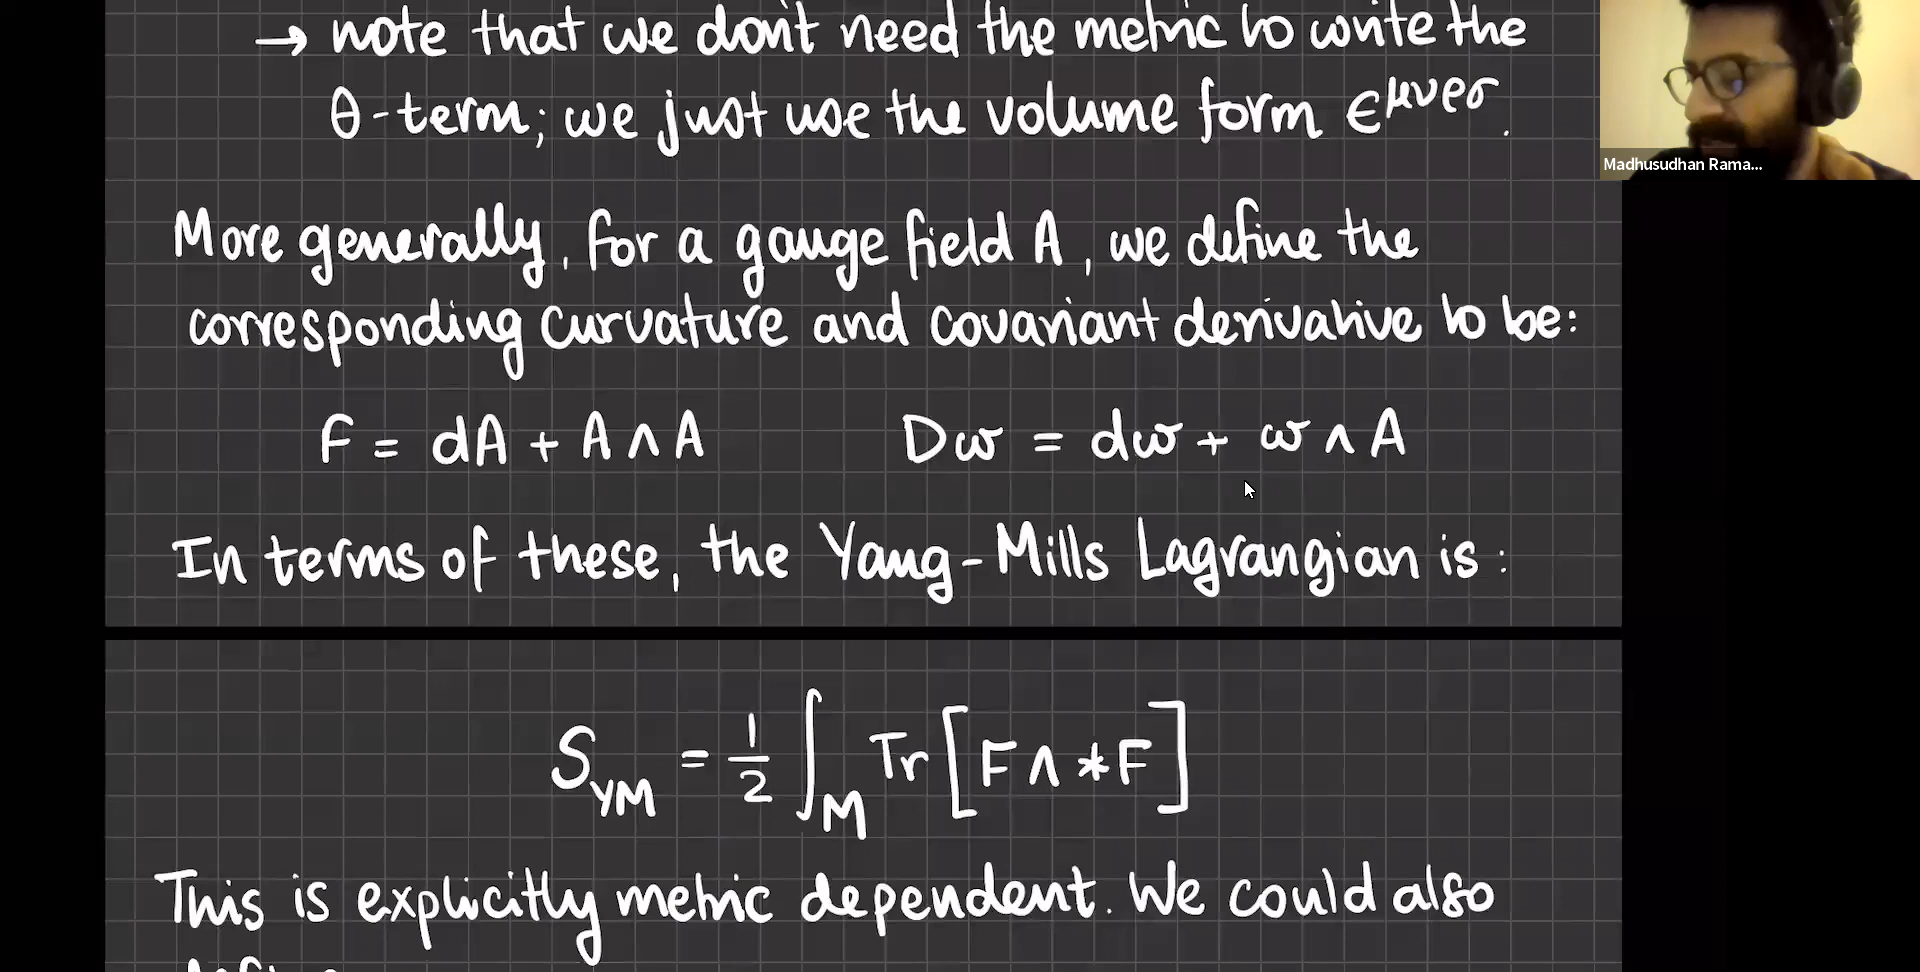 → note that we don't need the metric to write the
θ-term; we just use the volume form ϵ^μνρσ.
Madhusudhan Rama...
More generally, for a gauge field A, we define the
corresponding curvature and covariant derivative to be:
F = dA + A ∧ A    Dω = dω + ω ∧ A
In terms of these, the Yang-Mills Lagrangian is:
S_YM = 1/2 ∫_M Tr [F ∧ *F]
This is explicitly metric dependent. We could also